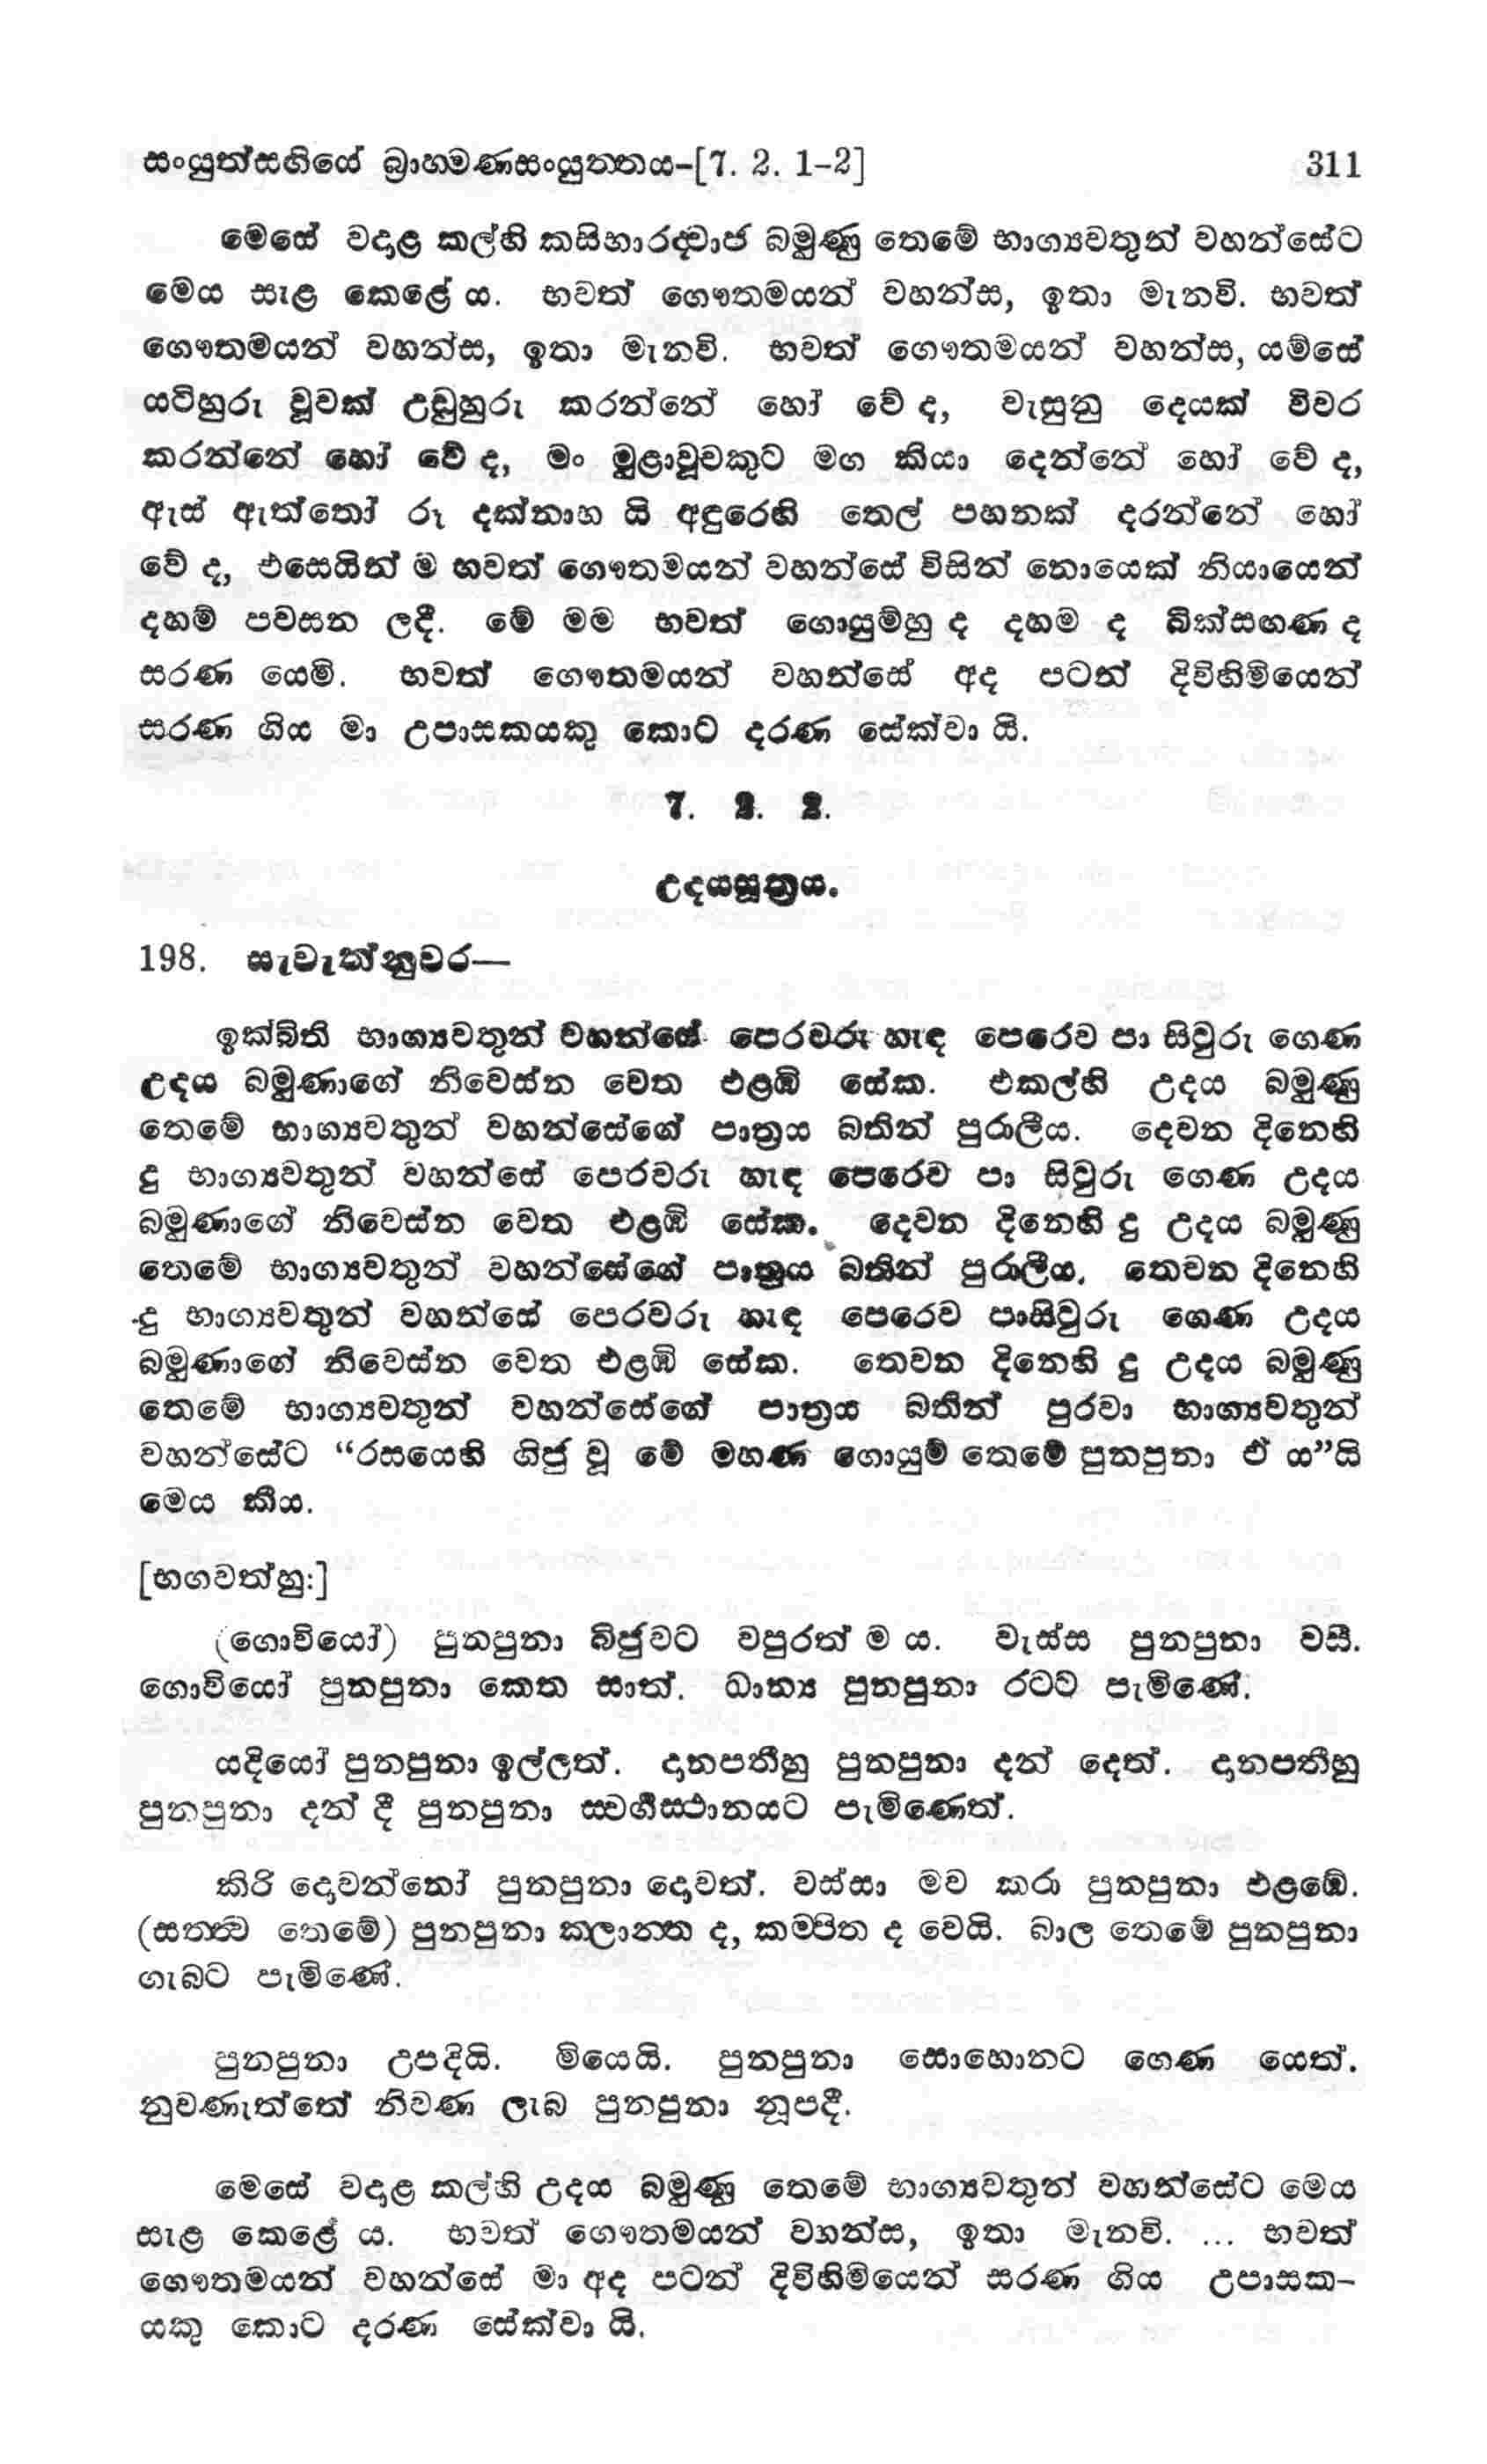 සංයුත්සඟියේ බ්‍රාහ්මණසංයුත්තය-[7. 2. 1-2] 311
මෙසේ වදාළ කල්හි කසීභාරද්වාජ බමුණු තෙමේ භාග්‍යවතුන් වහන්සේට
මෙය සැළ කෙළේ ය. භවත් ගෞතමයන් වහන්ස, ඉතා මැනවි. භවත්
ගෞතමයන් වහන්ස, ඉතා මැනවි. භවත් ගෞතමයන් වහන්ස, යම්සේ
යටිහුරු වූවක් උඩුහුරු කරන්නේ හෝ වේ ද, වැසුනු දෙයක් විවර
කරන්නේ හෝ වේ ද, මං මුළාවූවකුට මග කියා දෙන්නේ හෝ වේ ද,
ඇස් ඇත්තෝ රූ දක්නාහ යි අඳුරෙහි තෙල් පහනක් දරන්නේ හෝ
වේ ද, එසෙයින් ම භවත් ගෞතමයන් වහන්සේ විසින් නොයෙක් නියායෙන්
දහම් පවසන ලදී. මේ මම භවත් ගොයුම්හු ද දහම ද බික්සඟණ ද
සරණ යෙමි. භවත් ගෞතමයන් වහන්සේ අද පටන් දිවිහිමියෙන්
සරණ ගිය මා උපාසකයකු කොට දරණ සේක්වා යි.
7. 2. 2.
උදයසූත්‍රය.
198. සැවැත්නුවර—
ඉක්බිති භාග්‍යවතුන් වහන්සේ පෙරවරු හැඳ පෙරෙව පා සිවුරු ගෙණ
උදය බමුණාගේ නිවෙස්න වෙත එළඹි සේක. එකල්හි උදය බමුණු
තෙමේ භාග්‍යවතුන් වහන්සේගේ පාත්‍රය බතින් පුරාලීය. දෙවන දිනෙහි
දු භාග්‍යවතුන් වහන්සේ පෙරවරු හැඳ පෙරෙව පා සිවුරු ගෙණ උදය
බමුණාගේ නිවෙස්න වෙත එළඹි සේක. දෙවන දිනෙහි දු උදය බමුණු
තෙමේ භාග්‍යවතුන් වහන්සේගේ පාත්‍රය බතින් පුරාලීය. තෙවන දිනෙහි
දු භාග්‍යවතුන් වහන්සේ පෙරවරු හැඳ පෙරෙව පාසිවුරු ගෙණ උදය
බමුණාගේ නිවෙස්න වෙත එළඹි සේක. තෙවන දිනෙහි දු උදය බමුණු
තෙමේ භාග්‍යවතුන් වහන්සේගේ පාත්‍රය බතින් පුරවා භාග්‍යවතුන්
වහන්සේට “රසයෙහි ගිජු වූ මේ මහණ ගොයුම් තෙමේ පුනපුනා ඒ ය”යි
මෙය කීය.
[භගවත්හු:]
(ගොවියෝ) පුනපුනා බිජුවට වපුරත් ම ය. වැස්ස පුනපුනා වසී.
ගොවියෝ පුනපුනා කෙත සාත්. ධාන්‍ය පුනපුනා රටට පැමිණේ.
යදියෝ පුනපුනා ඉල්ලත්. දානපතීහු පුනපුනා දන් දෙත්. දානපතීහු
පුනපුනා දන් දී පුනපුනා ස්වර්ගස්ථානයට පැමිණෙත්.
කිරි දොවන්නෝ පුනපුනා දොවත්. වස්සා මව කරා පුනපුනා එළඹේ.
(සත්ත්ව තෙමේ) පුනපුනා ක්ලාන්ත ද, කම්පිත ද වෙයි. බාල තෙමේ පුනපුනා
ගැබට පැමිණේ.
පුනපුනා උපදියි. මියෙයි. පුනපුනා සොහොනට ගෙණ යෙත්.
නුවණැත්තේ නිවණ ලැබ පුනපුනා නූපදී.
මෙසේ වදාළ කල්හි උදය බමුණු තෙමේ භාග්‍යවතුන් වහන්සේට මෙය
සැළ කෙළේ ය. භවත් ගෞතමයන් වහන්ස, ඉතා මැනවි. ... භවත්
ගෞතමයන් වහන්සේ මා අද පටන් දිවිහිමියෙන් සරණ ගිය උපාසක-
යකු කොට දරණ සේක්වා යි.